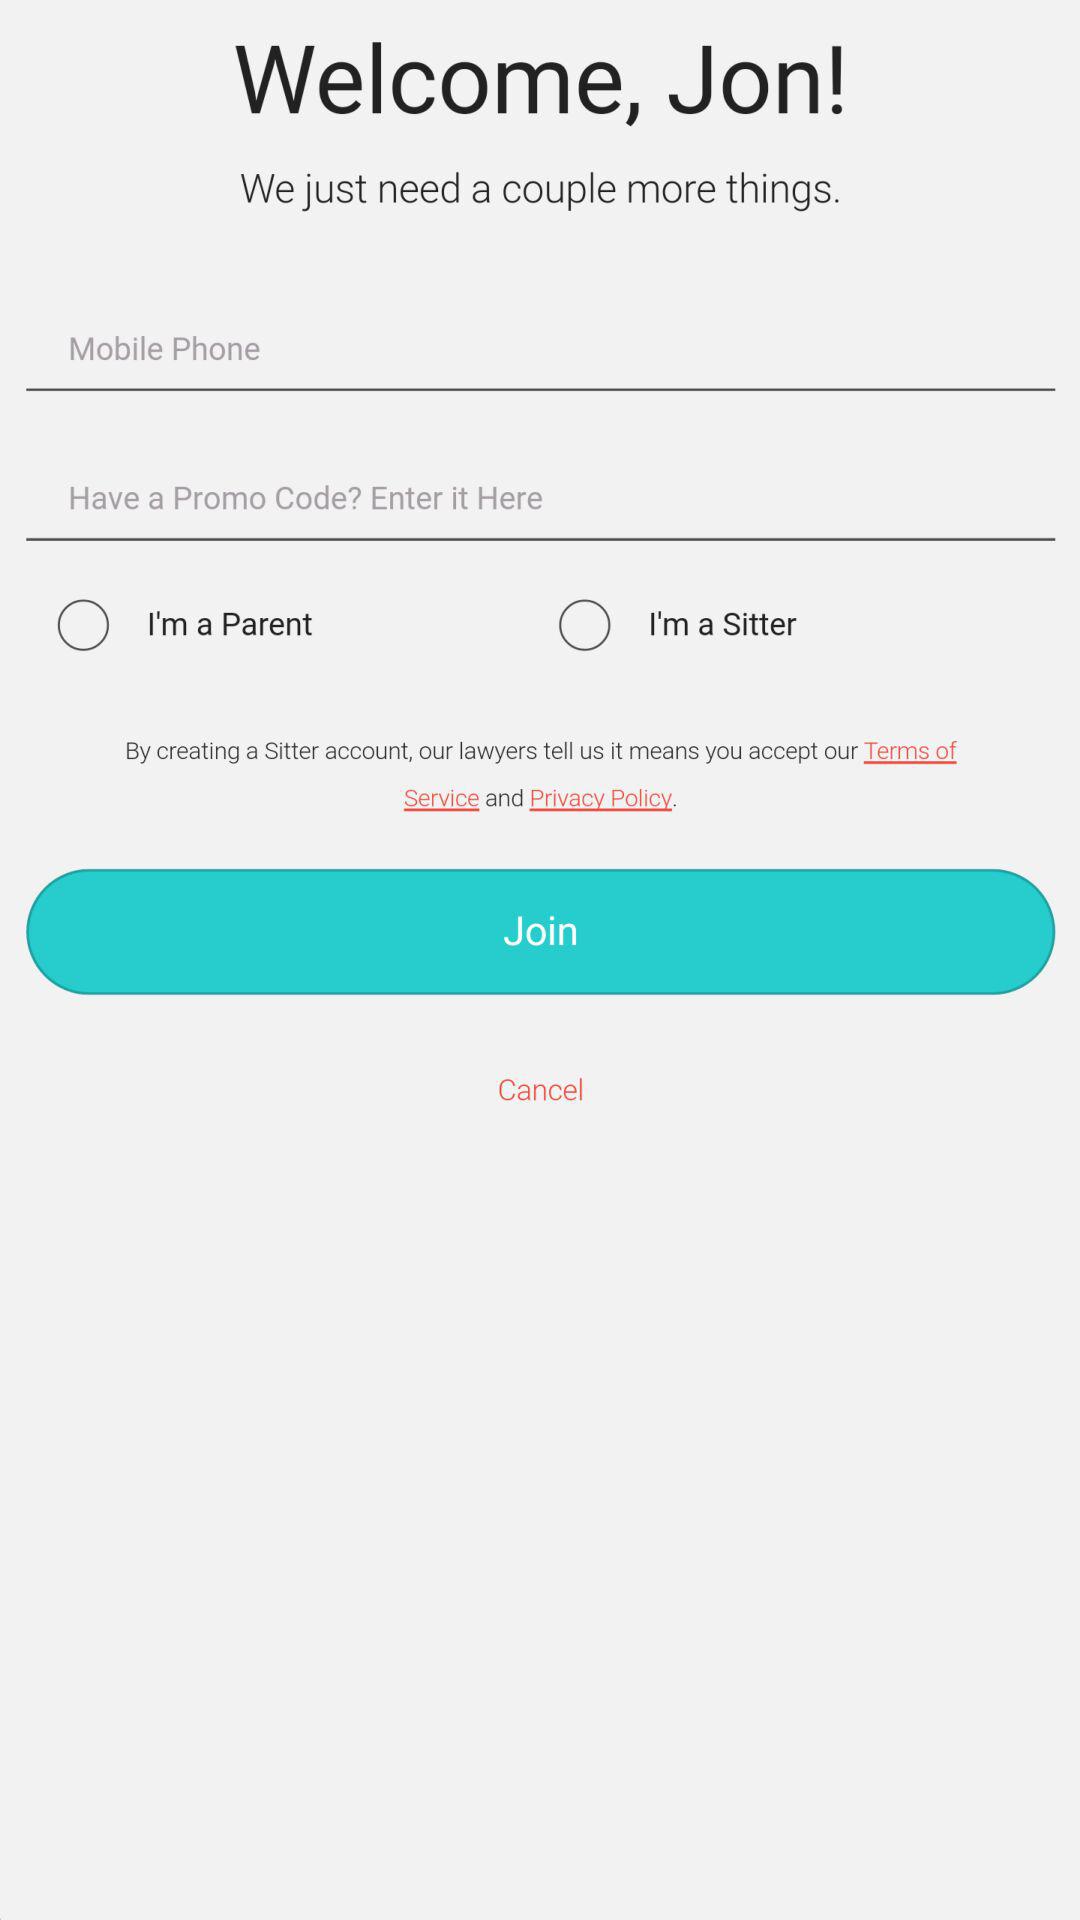 Welcome, Jon!
We just need a couple more things.
Mobile Phone
Have a Promo Code? Enter it Here
I'm a Parent
I'm a Sitter
By creating a Sitter account, our lawyers tell us it means you accept our Terms of
Service and Privacy Policy.
Join
Cancel